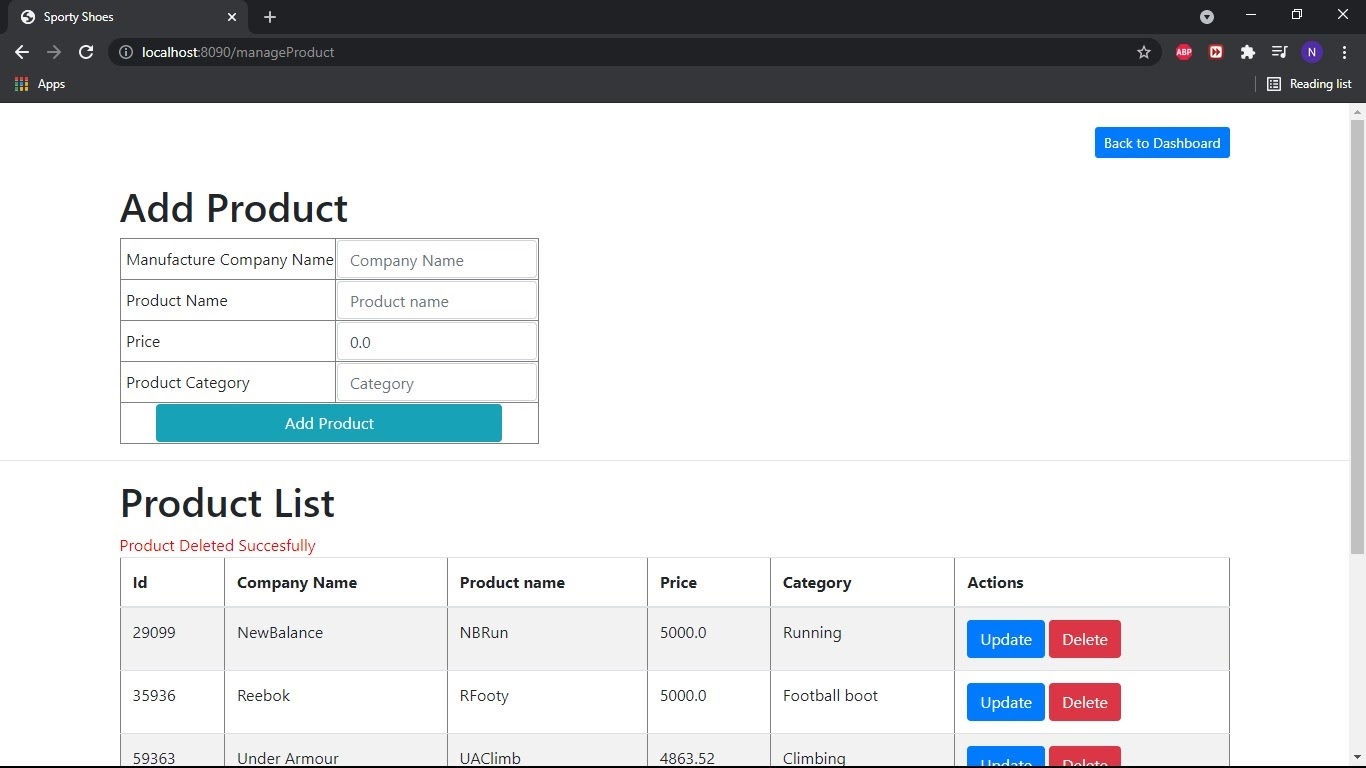 Sporty Shoes
localhost:8090/manageProduct
ABP
N
Apps
Reading list
Back to Dashboard
Add Product
Manufacture Company Name Company Name
Product Name Product name
Price 0.0
Product Category Category
Add Product
Product List
Product Deleted Succesfully
Id Company Name Product name Price Category Actions
29099 NewBalance NBRun 5000.0 Running Update Delete
35936 Reebok RFooty 5000.0 Football boot Update Delete
59363 Under Armour UAClimb 4863.52 Climbing Update Delete